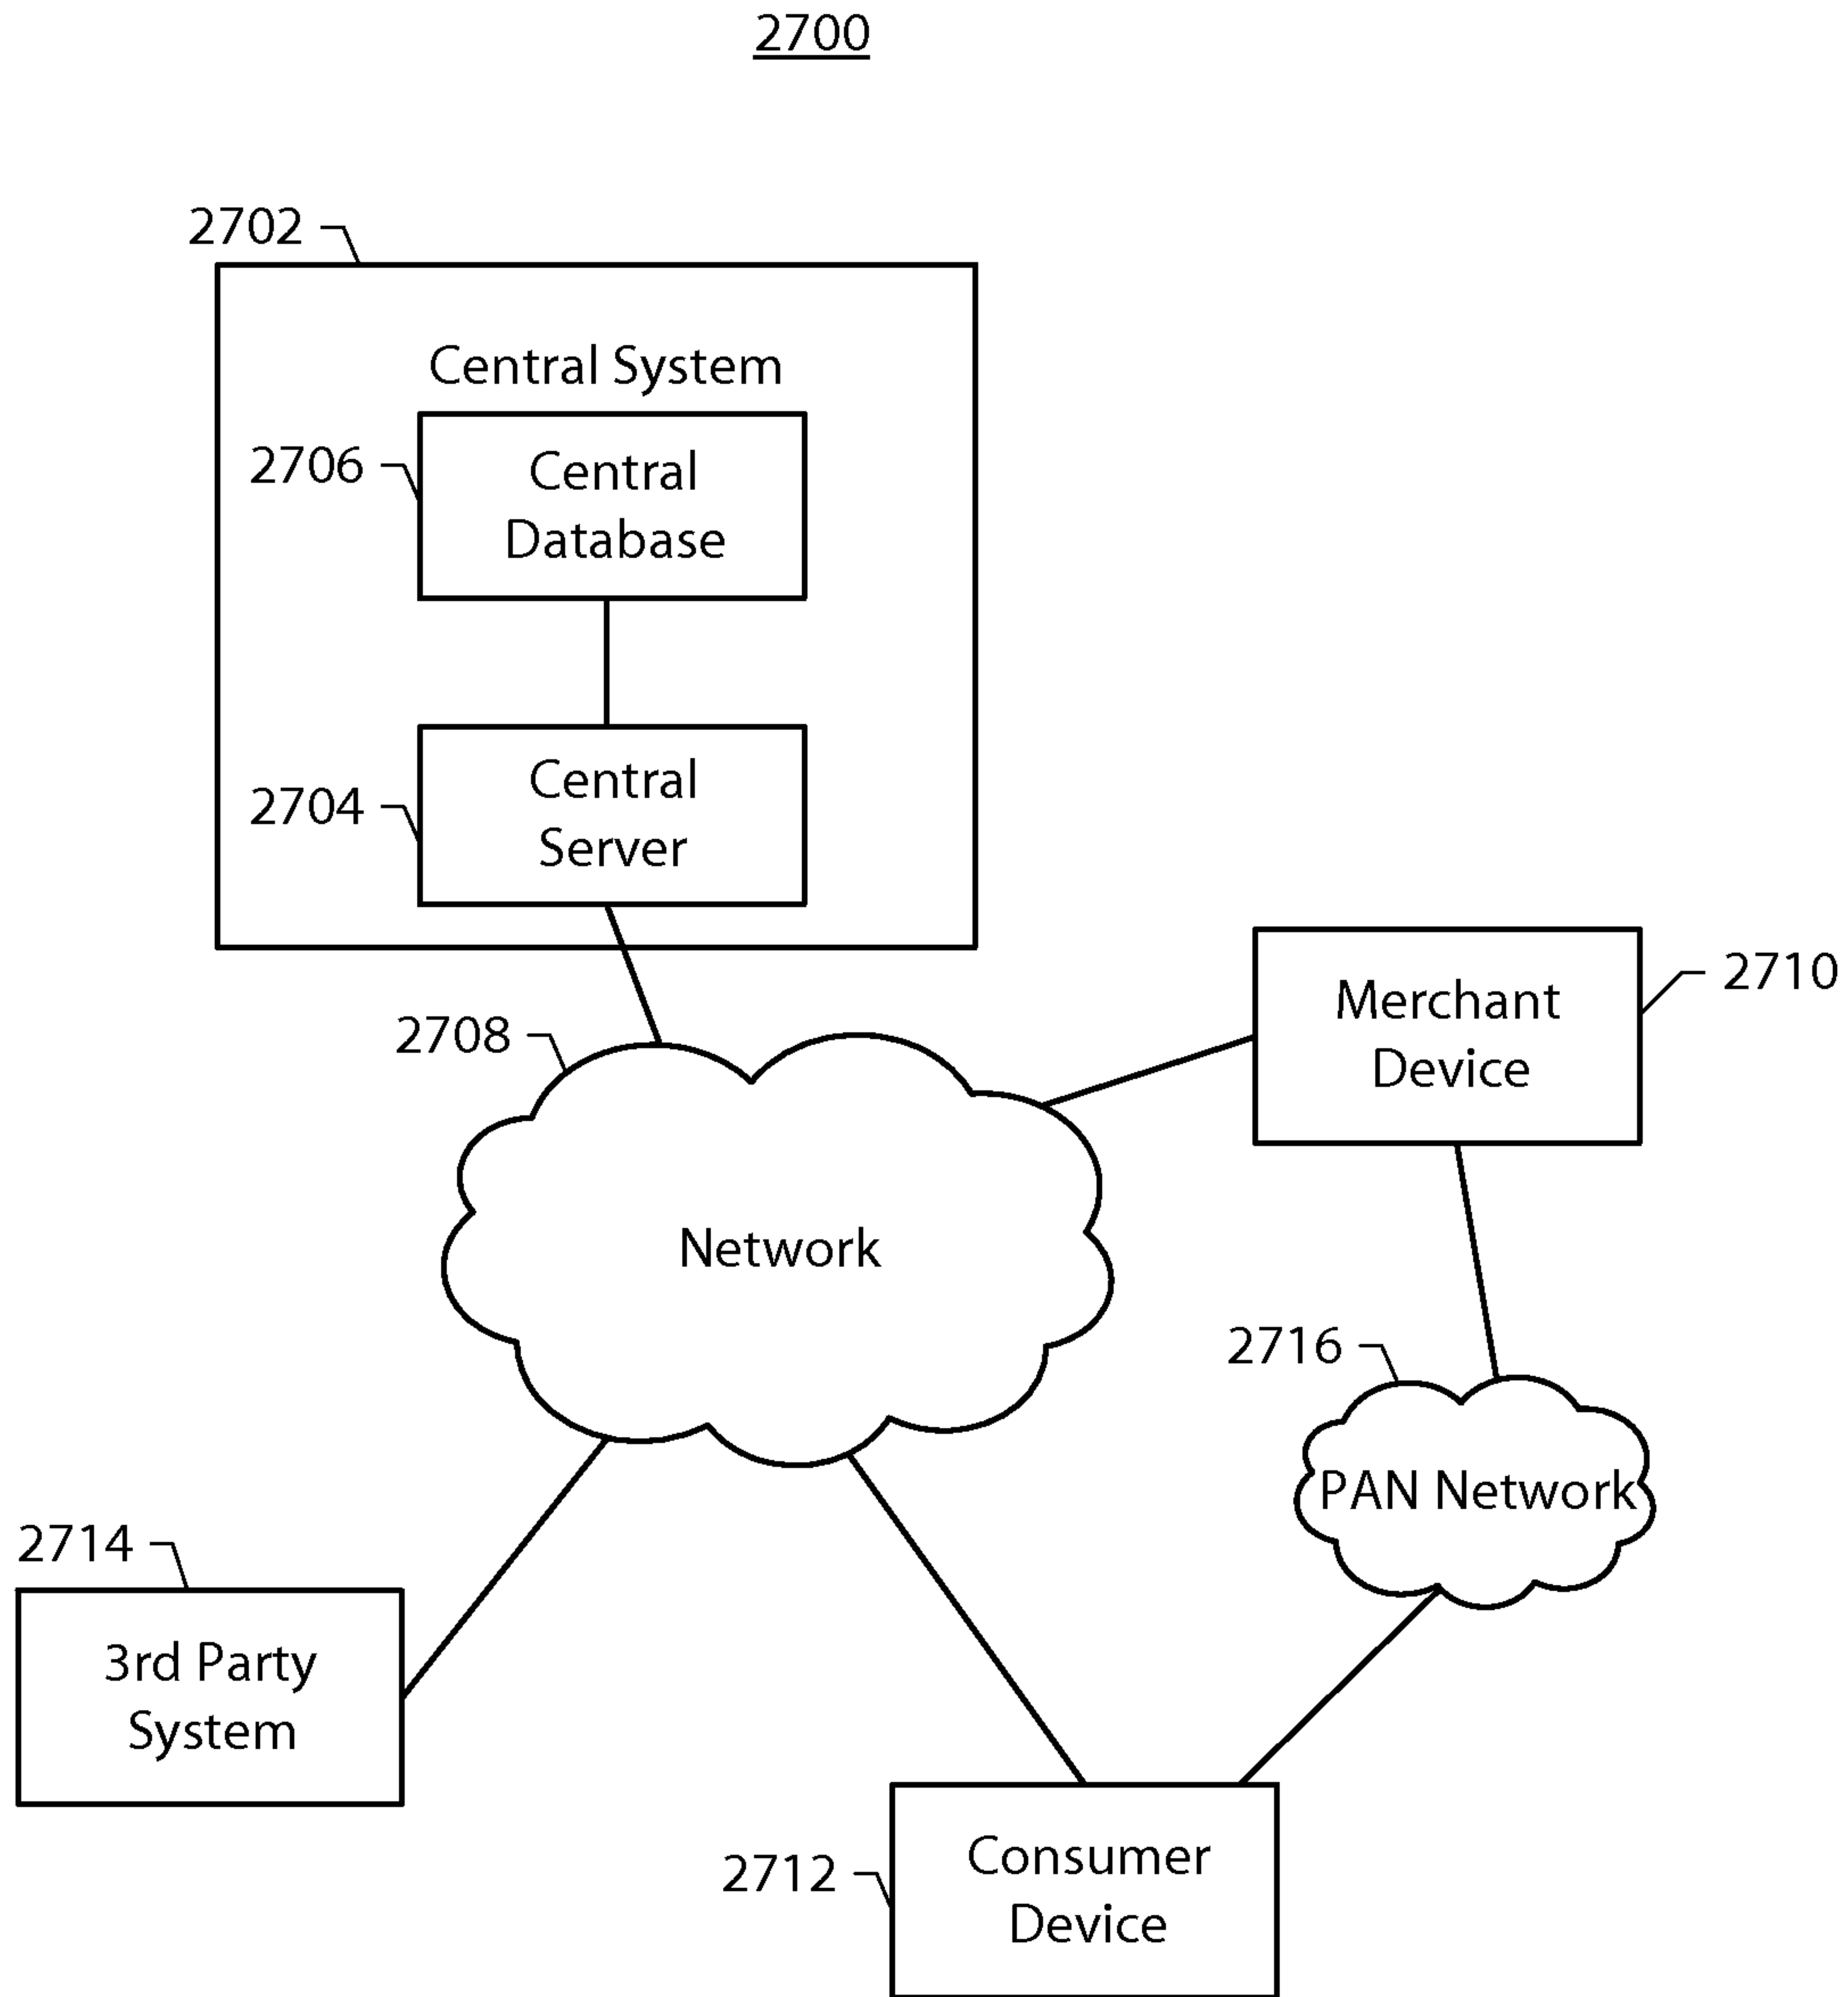 2700
2702
Central System
2706
Central
Database
2704
Central
Server
2708
Merchant
Device
2710
Network
2716
PAN Network
2714
3rd Party
System
2712
Consumer
Device